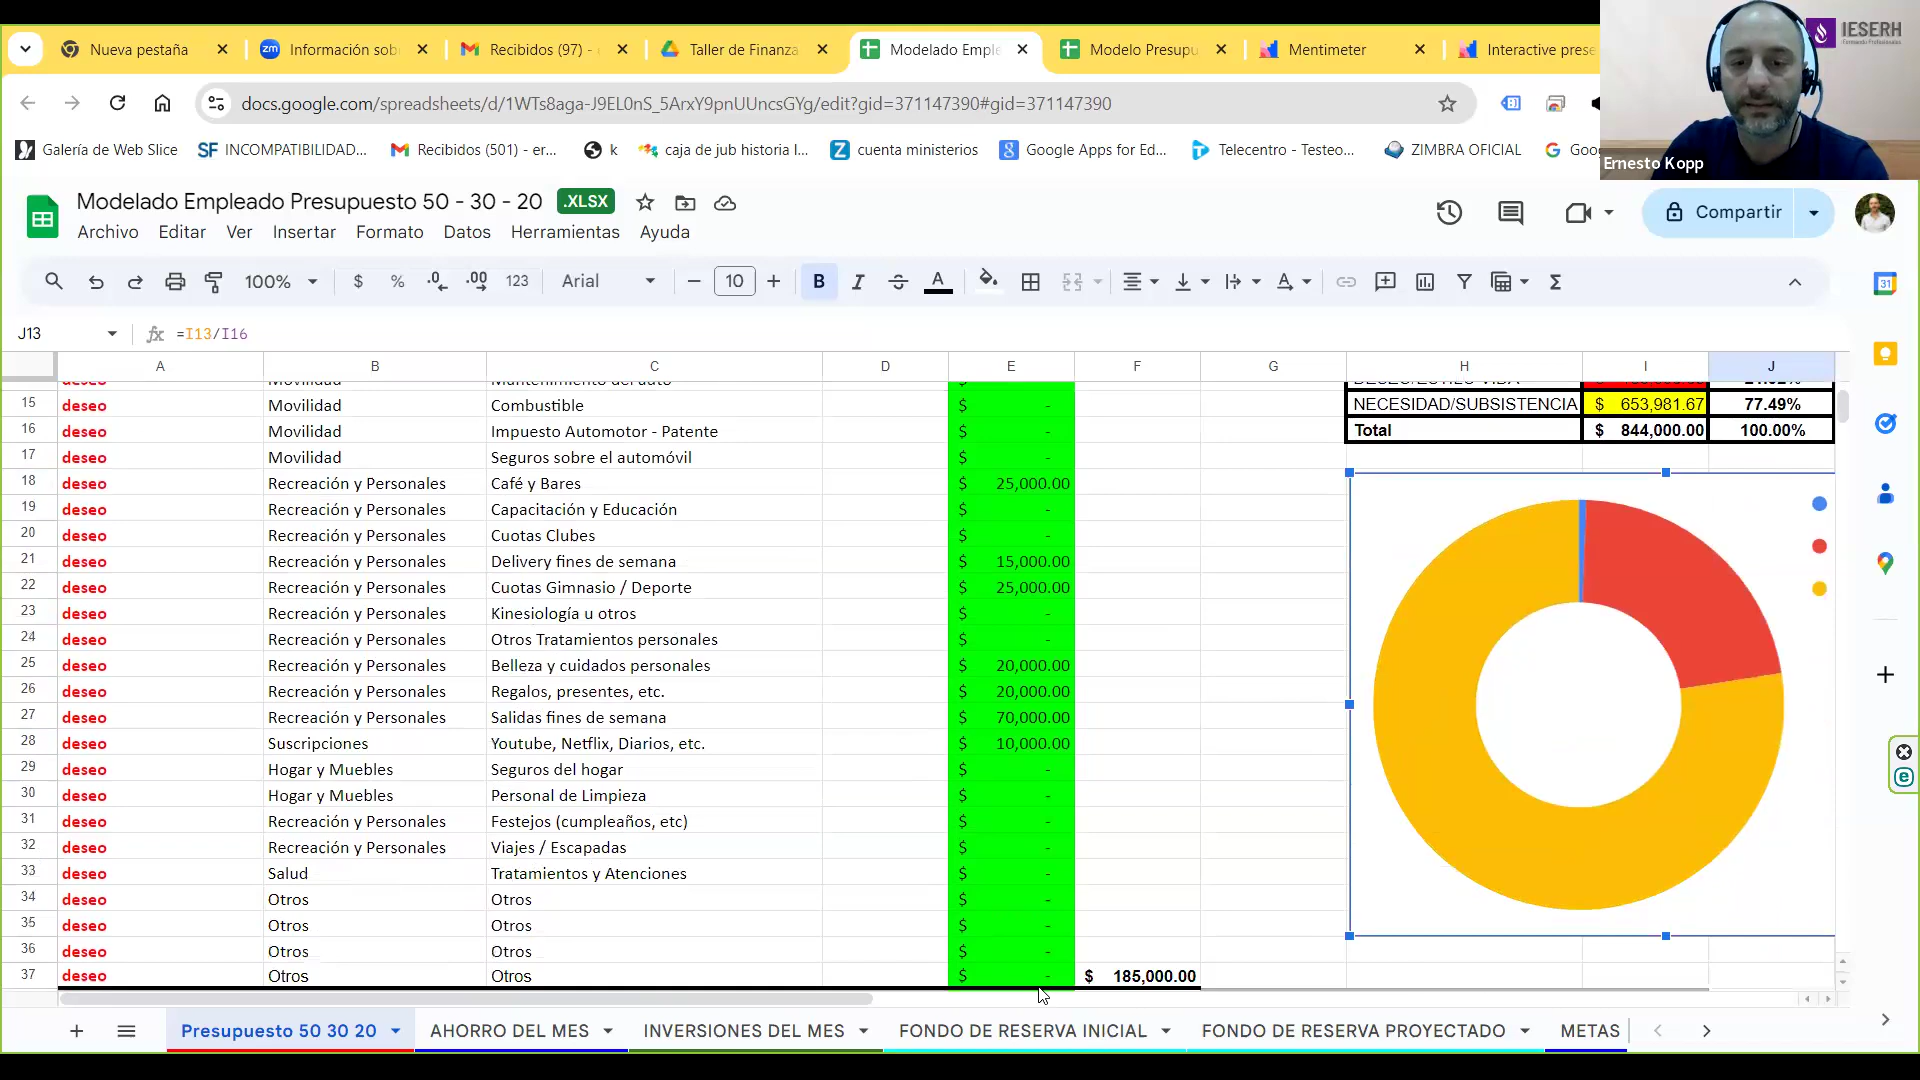 Nueva pestaña
Información sob
Recibidos (97) -
Taller de Finanza
Modelado Emple
Modelo Presupu
Mentimeter
Interactive prese
IESERH
Formando Profesionales
docs.google.com/spreadsheets/d/1WTs8aga-J9EL0nS_5ArxY9pnUUncsGYg/edit?gid=371147390#gid=371147390
Galería de Web Slice
SF INCOMPATIBILIDAD...
Recibidos (501) - er...
k
caja de jub historia l...
cuenta ministerios
Google Apps for Ed...
Telecentro - Testeo...
ZIMBRA OFICIAL
Goo
Ernesto Kopp
Modelado Empleado Presupuesto 50 - 30 - 20 .XLSX
Compartir
Archivo Editar Ver Insertar Formato Datos Herramientas Ayuda
100% $ % .0 .00 123 Arial 10 B I A
31
J13 fx =I13/I16
A B C D E F G H I J
deseo Movilidad Mantenimiento del auto $ - DESEO/ESTILO VIDA
15 deseo Movilidad Combustible $ - NECESIDAD/SUBSISTENCIA $ 653,981.67 77.49%
16 deseo Movilidad Impuesto Automotor - Patente $ - Total $ 844,000.00 100.00%
17 deseo Movilidad Seguros sobre el automóvil $ -
18 deseo Recreación y Personales Café y Bares $ 25,000.00
19 deseo Recreación y Personales Capacitación y Educación $ -
20 deseo Recreación y Personales Cuotas Clubes $ -
21 deseo Recreación y Personales Delivery fines de semana $ 15,000.00
22 deseo Recreación y Personales Cuotas Gimnasio / Deporte $ 25,000.00
23 deseo Recreación y Personales Kinesiología u otros $ -
24 deseo Recreación y Personales Otros Tratamientos personales $ -
25 deseo Recreación y Personales Belleza y cuidados personales $ 20,000.00
26 deseo Recreación y Personales Regalos, presentes, etc. $ 20,000.00
27 deseo Recreación y Personales Salidas fines de semana $ 70,000.00
28 deseo Suscripciones Youtube, Netflix, Diarios, etc. $ 10,000.00
29 deseo Hogar y Muebles Seguros del hogar $ -
30 deseo Hogar y Muebles Personal de Limpieza $ -
31 deseo Recreación y Personales Festejos (cumpleaños, etc) $ -
32 deseo Recreación y Personales Viajes / Escapadas $ -
33 deseo Salud Tratamientos y Atenciones $ -
34 deseo Otros Otros $ -
35 deseo Otros Otros $ -
36 deseo Otros Otros $ -
37 deseo Otros Otros $ - $ 185,000.00
Presupuesto 50 30 20
AHORRO DEL MES
INVERSIONES DEL MES
FONDO DE RESERVA INICIAL
FONDO DE RESERVA PROYECTADO
METAS